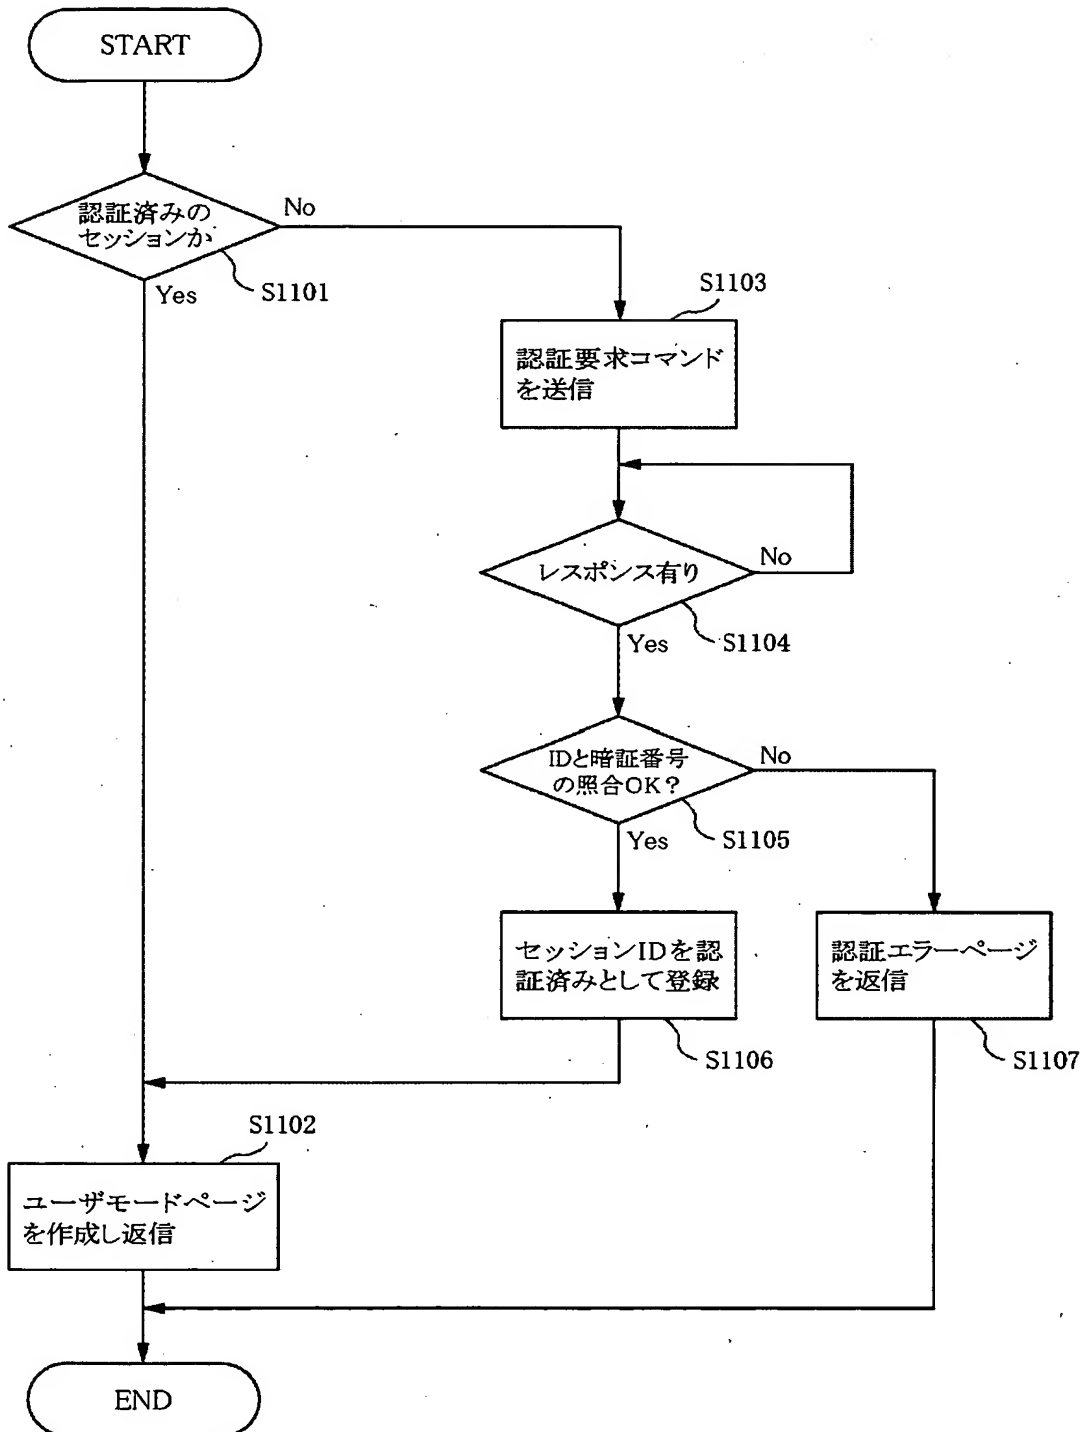 START
認証済みの
セッションか
No
S1101
Yes
S1103
認証要求コマンド
を送信
レスポンス有り
No
S1104
Yes
IDと暗証番号
の照合OK?
No
S1105
Yes
セッションIDを認
証済みとして登録
S1106
認証エラーページ
を返信
S1107
S1102
ユーザモードページ
を作成し返信
END